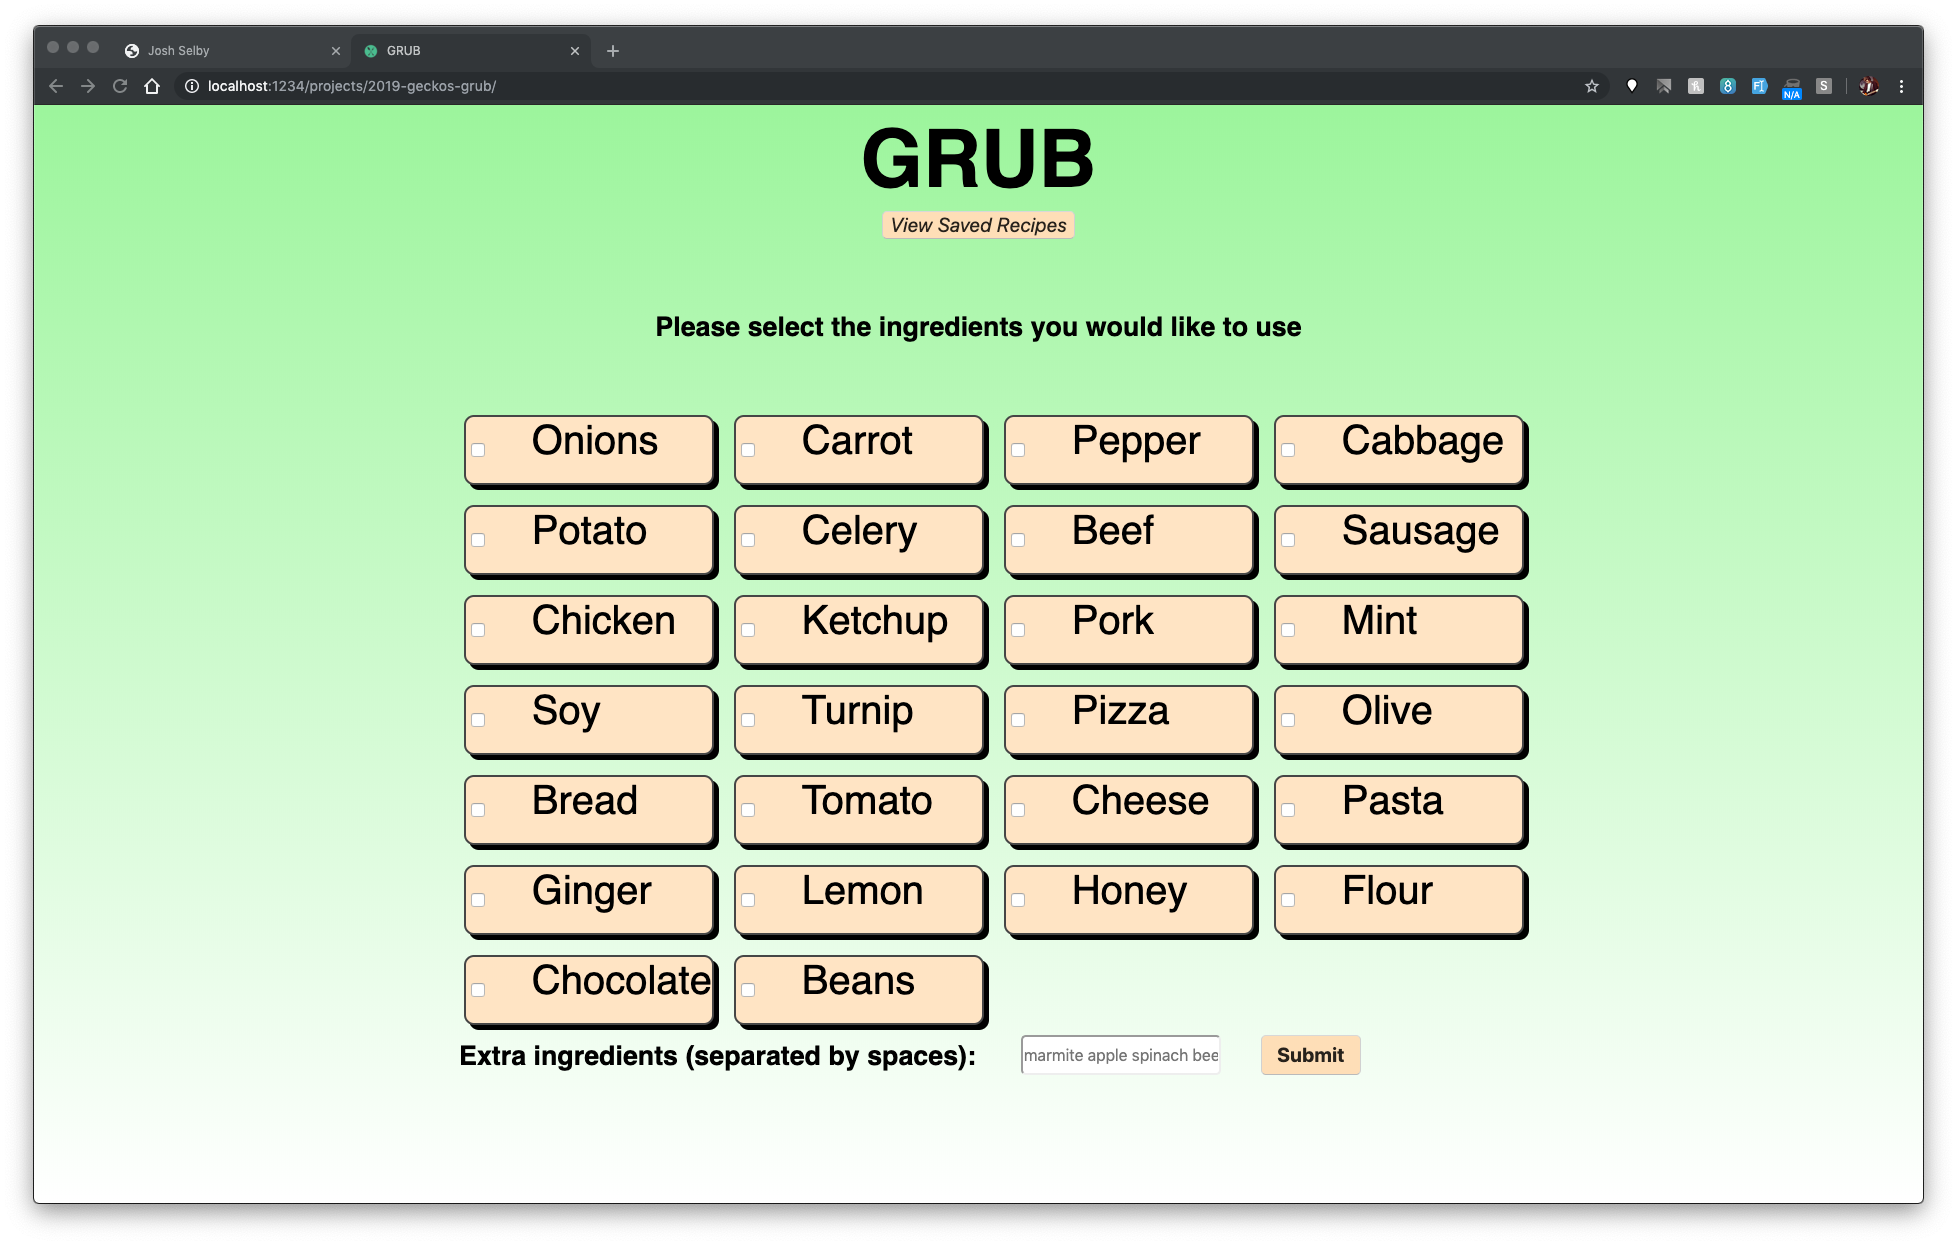 Josh Selby
GRUB
localhost:1234/projects/2019-geckos-grub/
N/A
S
GRUB
View Saved Recipes
Please select the ingredients you would like to use
Onions Carrot Pepper Cabbage
Potato Celery Beef Sausage
Chicken Ketchup Pork Mint
Soy Turnip Pizza Olive
Bread Tomato Cheese Pasta
Ginger Lemon Honey Flour
Chocolate Beans
Extra ingredients (separated by spaces): marmite apple spinach bee Submit